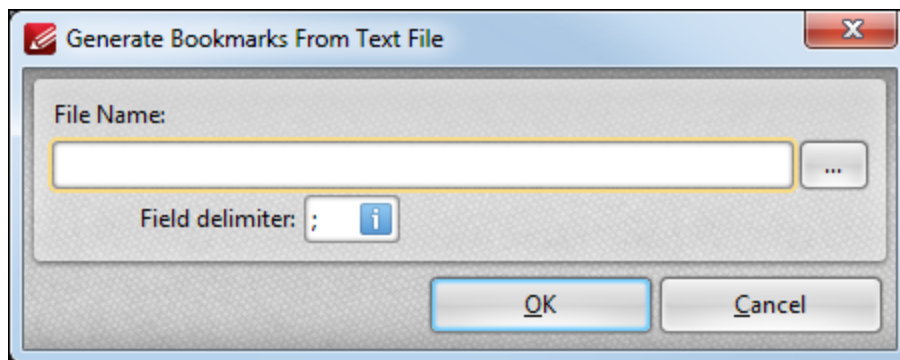 Generate Bookmarks From Text File
File Name:
...
Field delimiter: ; i
OK Cancel